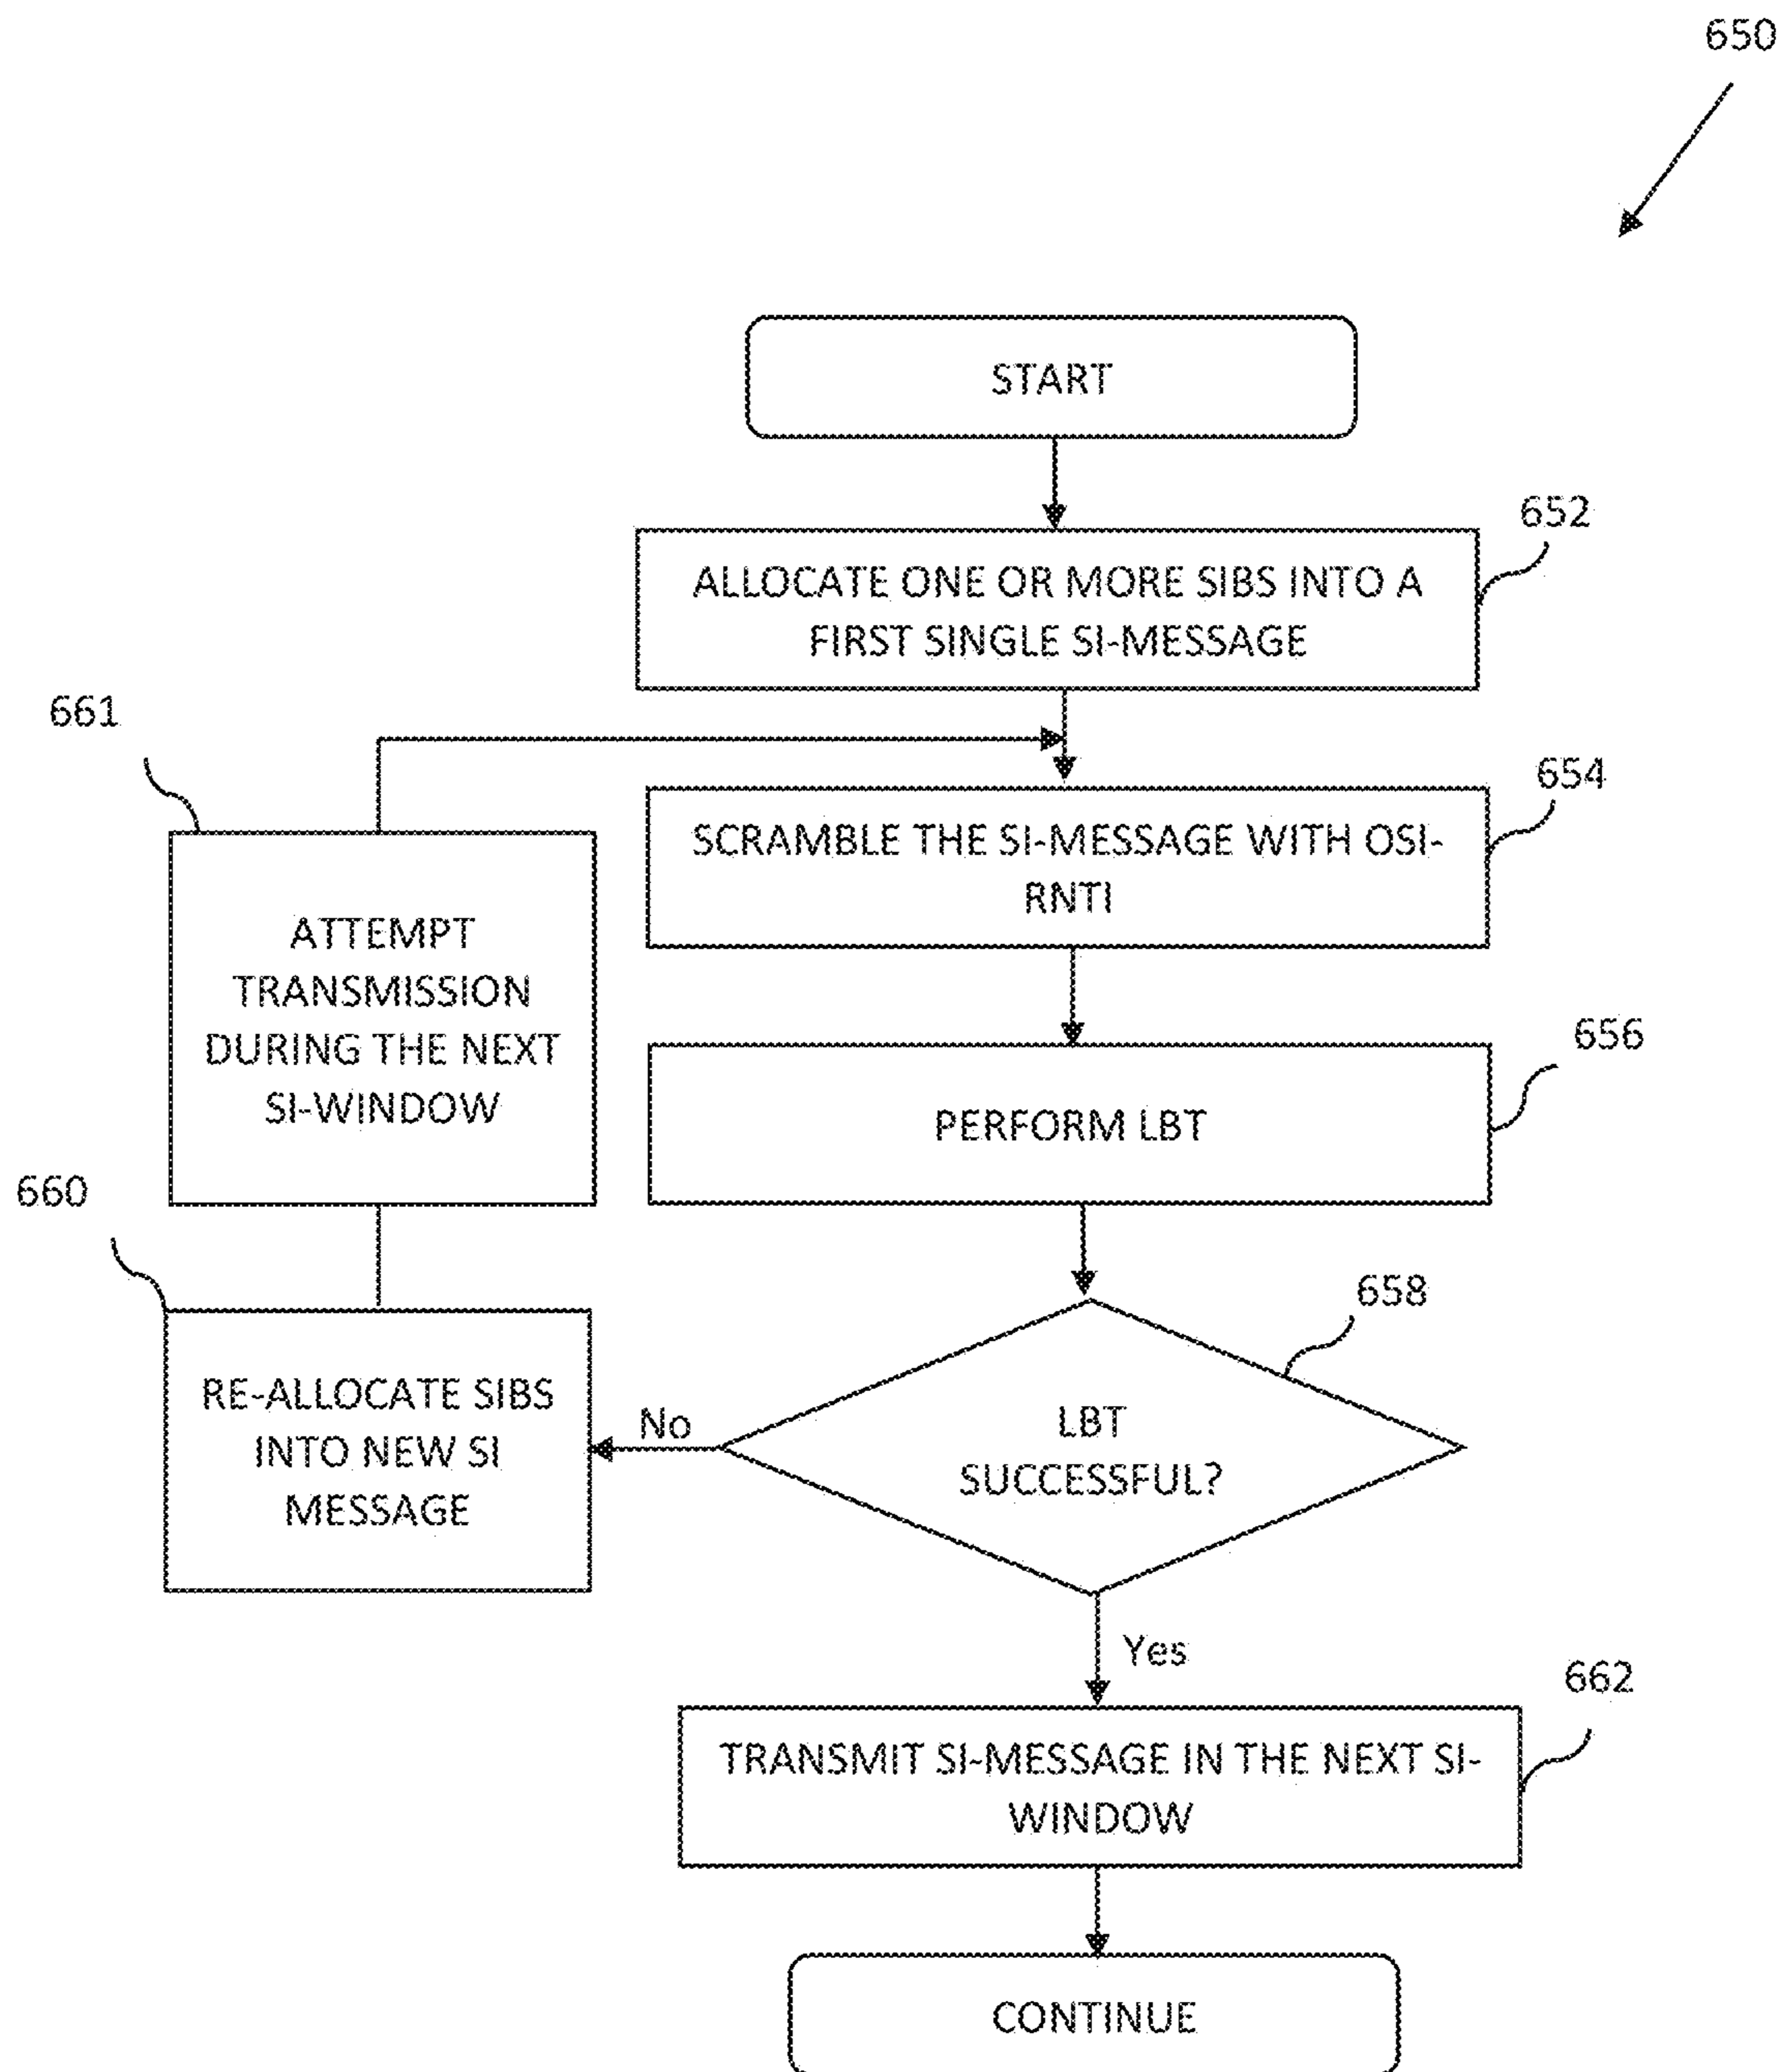 650
START
652
ALLOCATE ONE OR MORE SIBS INTO A
FIRST SINGLE SI-MESSAGE
661
654
SCRAMBLE THE SI-MESSAGE WITH OSI-
RNTI
ATTEMPT
TRANSMISSION
DURING THE NEXT
SI-WINDOW
656
PERFORM LBT
660
658
RE-ALLOCATE SIBS
INTO NEW SI
MESSAGE
No
LBT
SUCCESSFUL?
Yes
662
TRANSMIT SI-MESSAGE IN THE NEXT SI-
WINDOW
CONTINUE